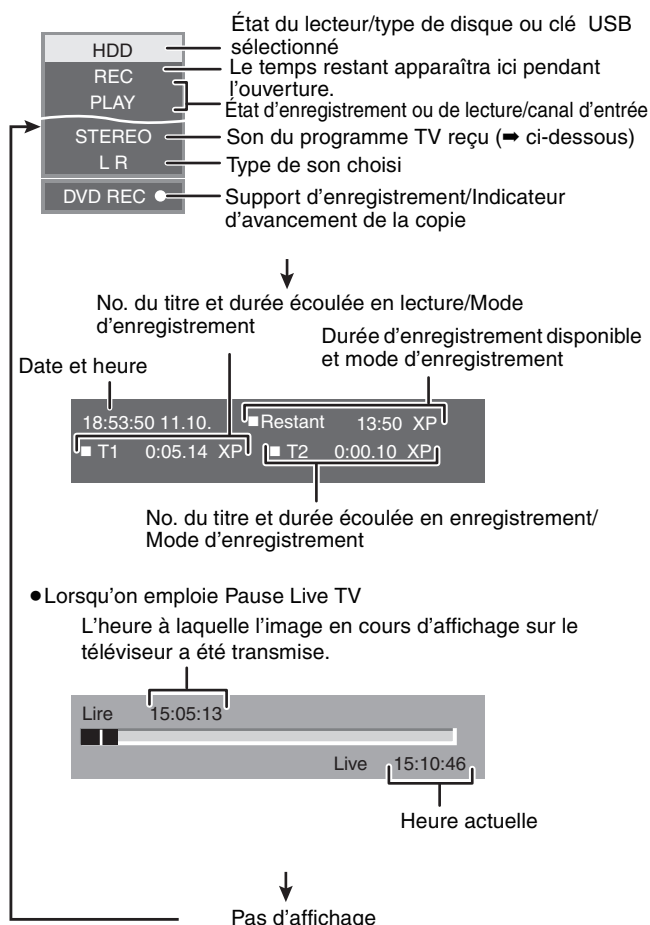 HDD
REC
PLAY
STEREO
L R
DVD REC
État du lecteur/type de disque ou clé USB
sélectionné
Le temps restant apparaîtra ici pendant
l'ouverture.
État d'enregistrement ou de lecture/canal d'entrée
Son du programme TV reçu (➡ ci-dessous)
Type de son choisi
Support d'enregistrement/Indicateur
d'avancement de la copie
No. du titre et durée écoulée en lecture/Mode
d'enregistrement
Durée d'enregistrement disponible
et mode d'enregistrement
Date et heure
18:53:50 11.10. Restant 13:50 XP
T1 0:05.14 XP T2 0:00.10 XP
No. du titre et durée écoulée en enregistrement/
Mode d'enregistrement
●Lorsqu'on emploie Pause Live TV
L'heure à laquelle l'image en cours d'affichage sur le
téléviseur a été transmise.
Lire 15:05:13
Live 15:10:46
Heure actuelle
Pas d'affichage